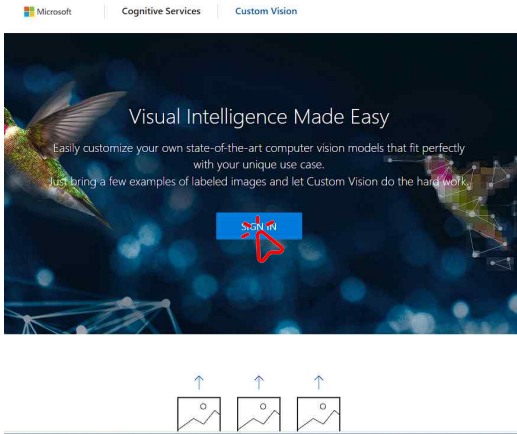 Microsoft
Cognitive Services
Custom Vision
Visual Intelligence Made Easy
Easily customize your own state-of-the-art computer vision models that fit perfectly
with your unique use case.
Just bring a few examples of labeled images and let Custom Vision do the hard work.
SIGN IN